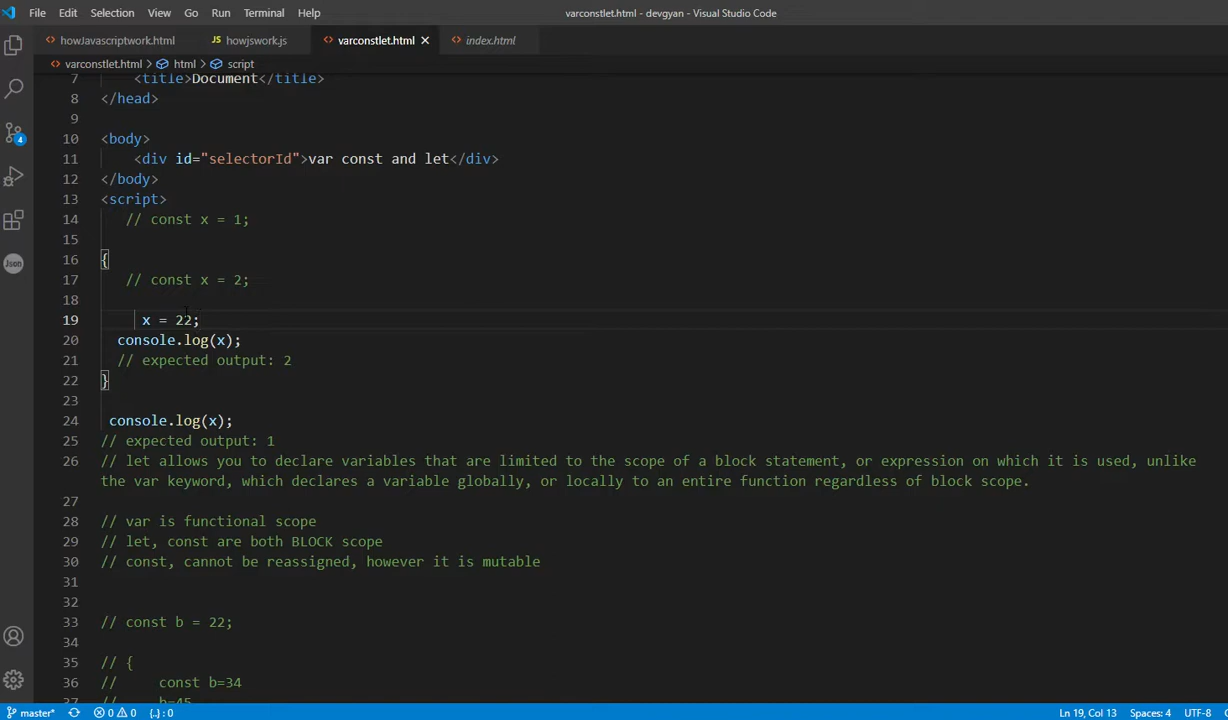 File Edit Selection View Go Run Terminal Help
varconstlet.html - devgyan - Visual Studio Code
howJavascriptwork.html
JS howjswork.js
varconstlet.html
index.html
varconstlet.html > html > script
7 <title>Document</title>
8 </head>
9
10 <body>
11 <div id="selectorId">var const and let</div>
12 </body>
13 <script>
14 // const x = 1;
15
16 {
17 // const x = 2;
18
19 x = 22;
20 console.log(x);
21 // expected output: 2
22 }
23
24 console.log(x);
25 // expected output: 1
26 // let allows you to declare variables that are limited to the scope of a block statement, or expression on which it is used, unlike
the var keyword, which declares a variable globally, or locally to an entire function regardless of block scope.
27
28 // var is functional scope
29 // let, const are both BLOCK scope
30 // const, cannot be reassigned, however it is mutable
31
32
33 // const b = 22;
34
35 // {
36 // const b=34
37 // b=45
4
Json
master* 0 0 {..} : 0
Ln 19, Col 13 Spaces: 4 UTF-8